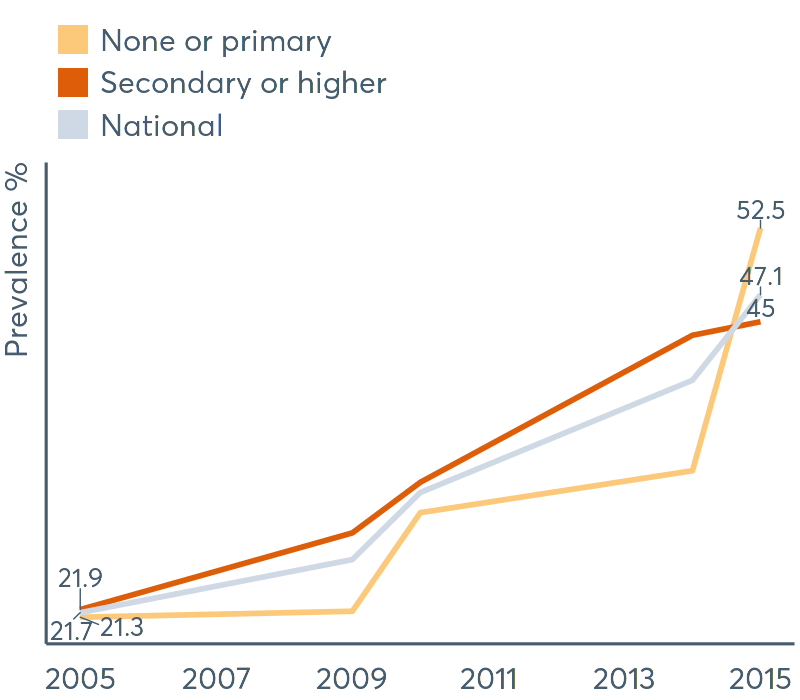 None or primary
Secondary or higher
National
Prevalence %
52.5
47.1
45
21.9
21.7 21.3
2005 2007 2009 2011 2013 2015